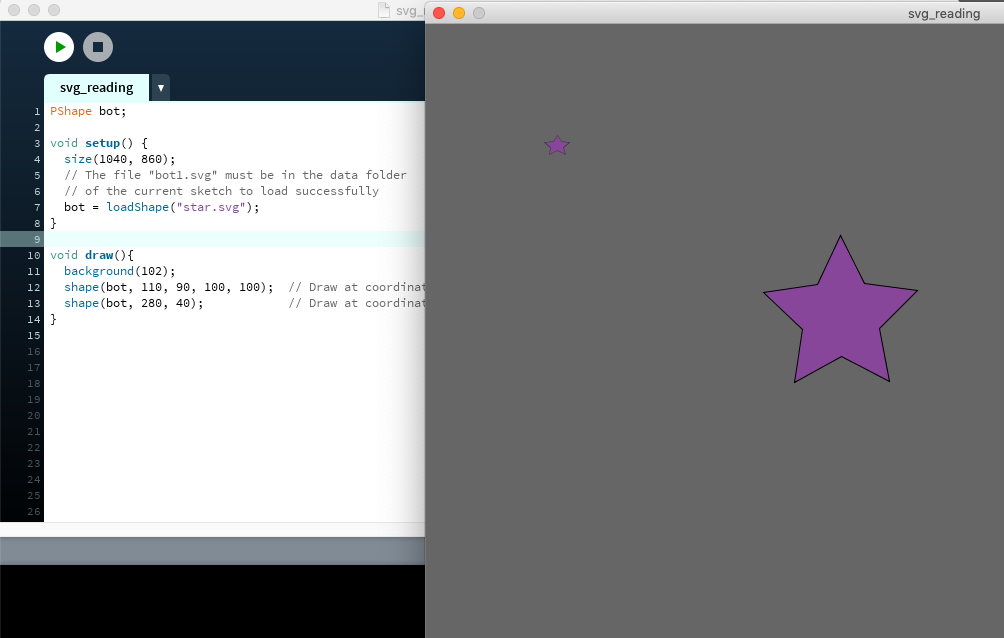 svg_r
svg_reading
svg_reading
1 PShape bot;
2
3 void setup() {
4 size(1040, 860);
5 // The file "bot1.svg" must be in the data folder
6 // of the current sketch to load successfully
7 bot = loadShape("star.svg");
8 }
9
10 void draw(){
11 background(102);
12 shape(bot, 110, 90, 100, 100);  // Draw at coordinat
13 shape(bot, 280, 40);            // Draw at coordinat
14 }
15
16
17
18
19
20
21
22
23
24
25
26